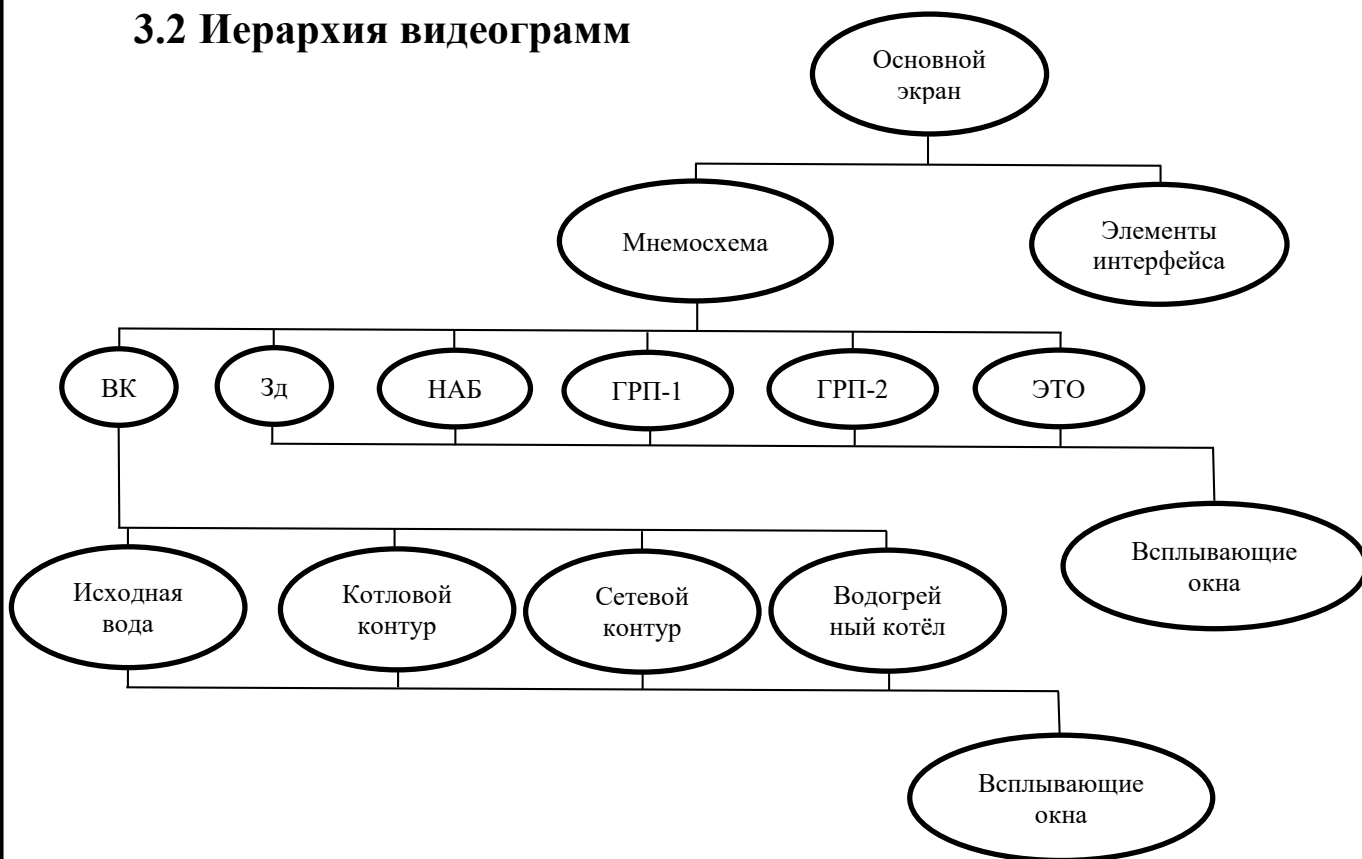 3.2 Иерархия видеограмм
Основной
экран
Мнемосхема
Элементы
интерфейса
ВК
Зд
НАБ
ГРП-1
ГРП-2
ЭТО
Всплывающие
окна
Исходная
вода
Котловой
контур
Сетевой
контур
Водогрей
ный котёл
Всплывающие
окна